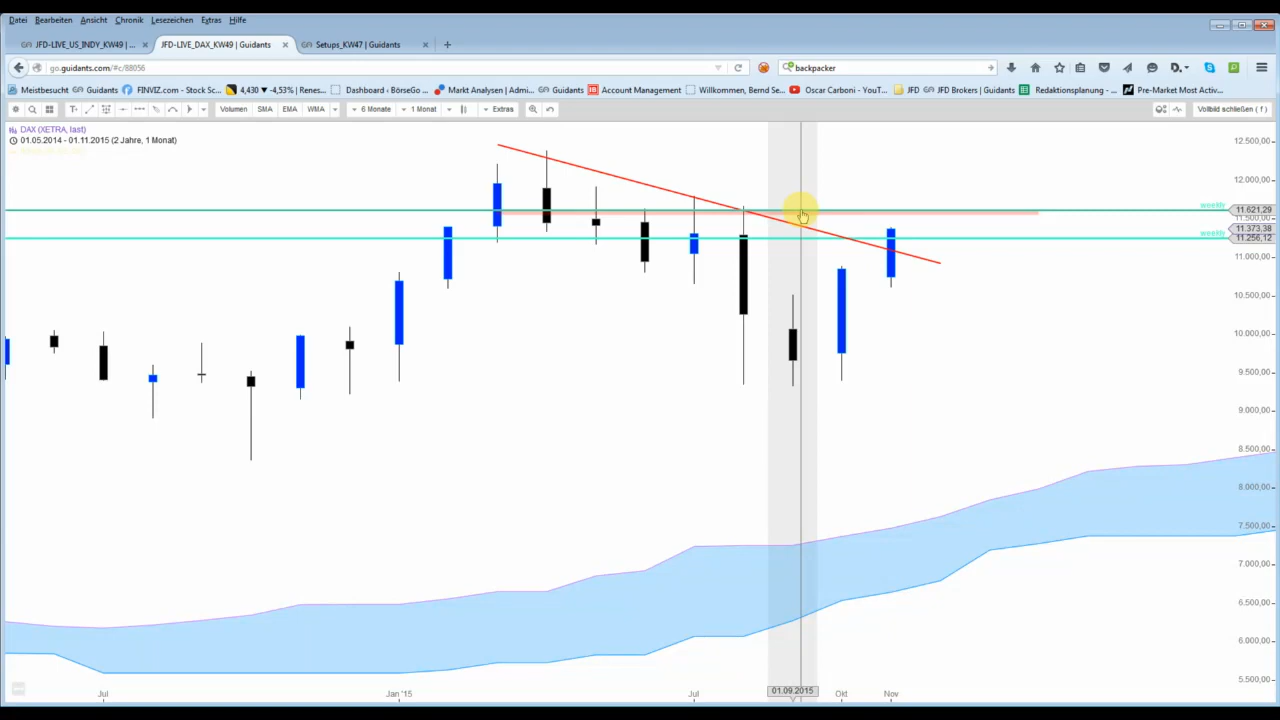 Datei Bearbeiten Ansicht Chronik Lesezeichen Extras Hilfe
JFD-LIVE_US_INDY_KW49 | ... × JFD-LIVE_DAX_KW49 | Guidants × Setups_KW47 | Guidants × +
go.guidants.com/#c/88056 backpacker
Meistbesucht Guidants FINVIZ.com - Stock Sc... 4,430 ▼ -4,53% | Renes... Dashboard ‹ BörseGo ... Markt Analysen | Admi... Guidants Account Management Willkommen, Bernd Se... Oscar Carboni - YouT... JFD JFD Brokers | Guidants Redaktionsplanung - ... Pre-Market Most Activ...
Volumen SMA EMA WMA 6 Monate 1 Monat Extras Vollbild schließen ( f )
DAX (XETRA, last)
01.05.2014 - 01.11.2015 (2 Jahre, 1 Monat)
12.500,00
12.000,00
weekly 11.621,29
11.500,00
11.373,38
weekly 11.256,12
11.000,00
10.500,00
10.000,00
9.500,00
9.000,00
8.500,00
8.000,00
7.500,00
7.000,00
6.500,00
6.000,00
5.500,00
Jul Jan '15 Jul 01.09.2015 Okt Nov